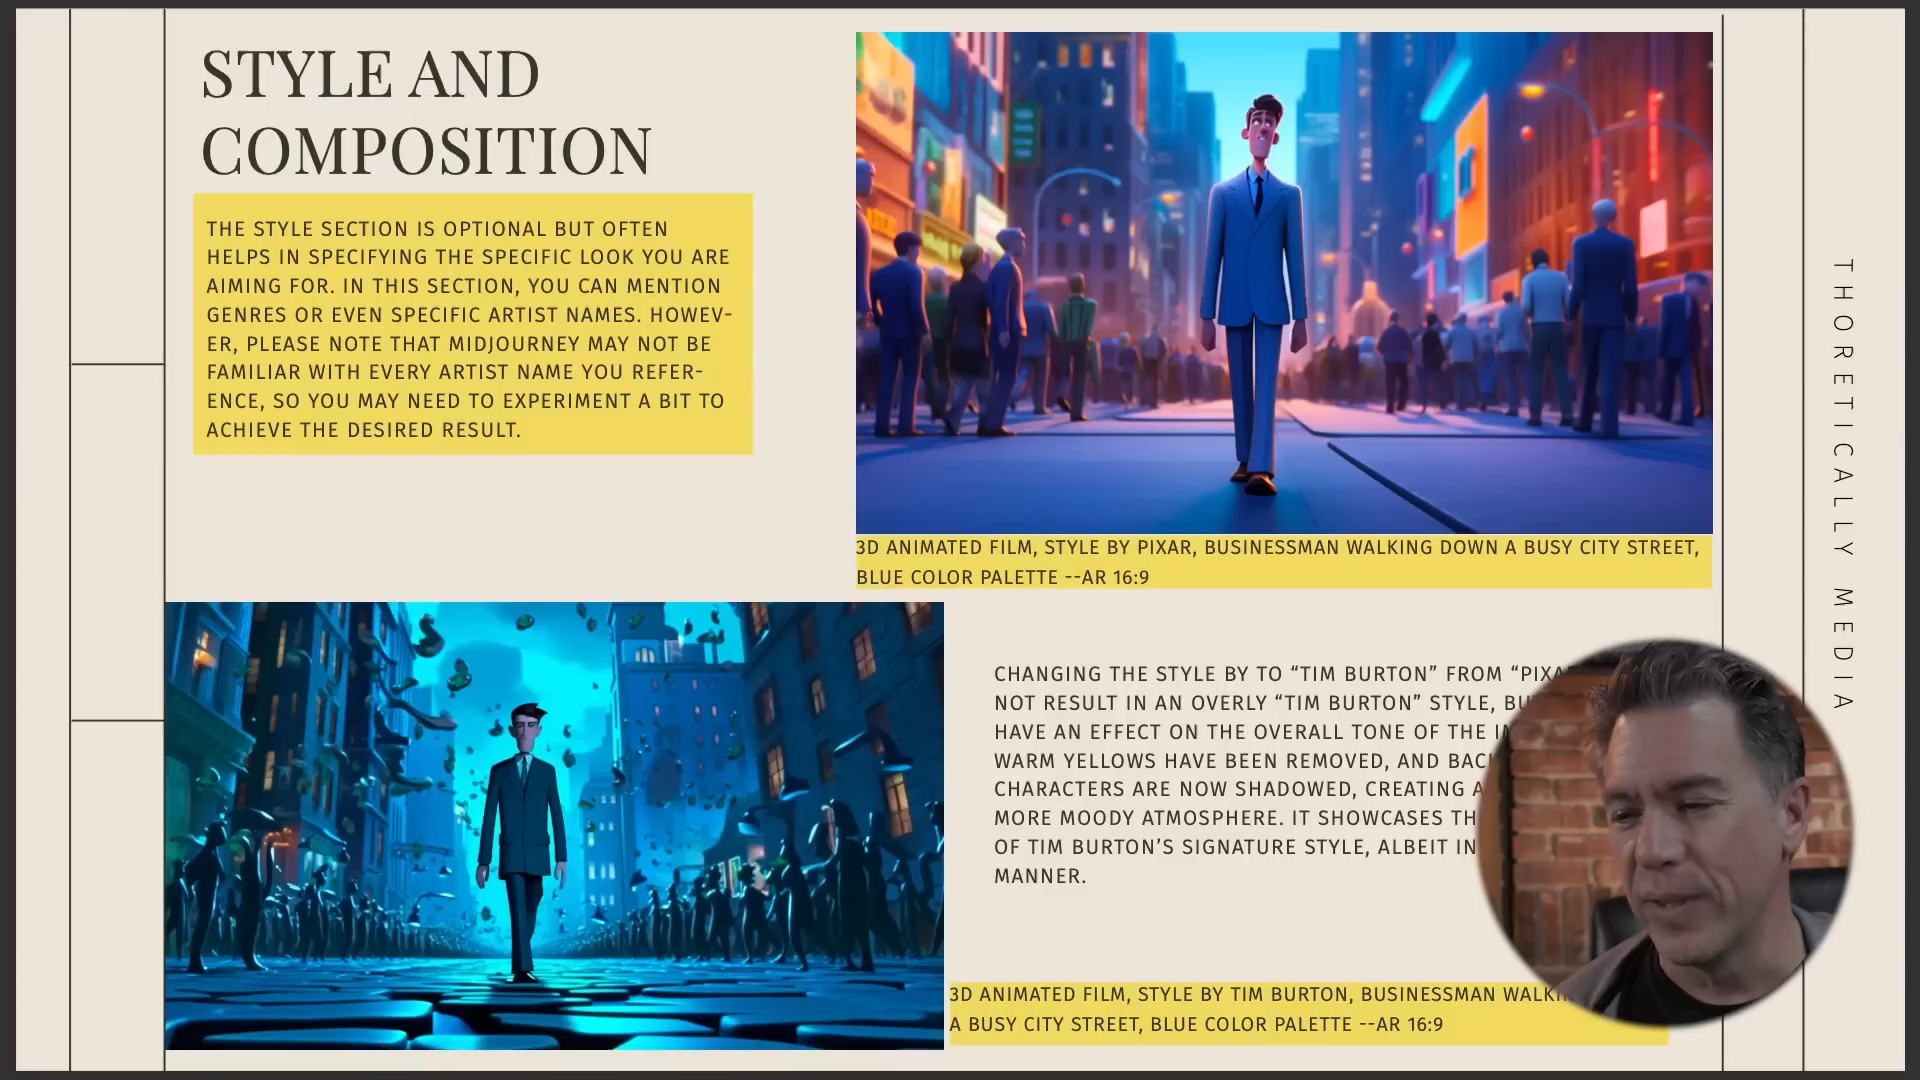 STYLE AND
COMPOSITION
THE STYLE SECTION IS OPTIONAL BUT OFTEN
HELPS IN SPECIFYING THE SPECIFIC LOOK YOU ARE
AIMING FOR. IN THIS SECTION, YOU CAN MENTION
GENRES OR EVEN SPECIFIC ARTIST NAMES. HOWEV-
ER, PLEASE NOTE THAT MIDJOURNEY MAY NOT BE
FAMILIAR WITH EVERY ARTIST NAME YOU REFER-
ENCE, SO YOU MAY NEED TO EXPERIMENT A BIT TO
ACHIEVE THE DESIRED RESULT.
3D ANIMATED FILM, STYLE BY PIXAR, BUSINESSMAN WALKING DOWN A BUSY CITY STREET,
BLUE COLOR PALETTE --AR 16:9
CHANGING THE STYLE BY TO “TIM BURTON” FROM
NOT RESULT IN AN OVERLY “TIM BURTON” STYLE,
HAVE AN EFFECT ON THE OVERALL TONE OF THE
WARM YELLOWS HAVE BEEN REMOVED, AND
CHARACTERS ARE NOW SHADOWED, CREATING A
MORE MOODY ATMOSPHERE. IT SHOWCASES
OF TIM BURTON’S SIGNATURE STYLE, ALBEIT IN
MANNER.
3D ANIMATED FILM, STYLE BY TIM BURTON, BUSINESSMAN
A BUSY CITY STREET, BLUE COLOR PALETTE --AR 16:9
THORETICALLY MEDIA